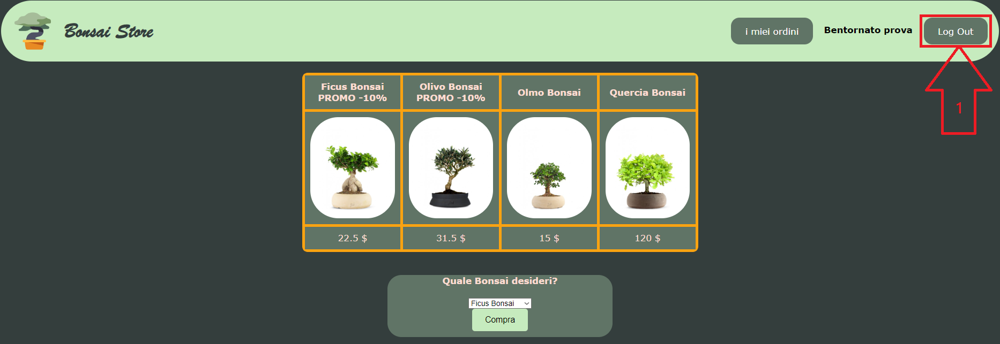 Bonsai Store
i miei ordini
Bentornato prova
Log Out
1
Ficus Bonsai
PROMO -10%
Olivo Bonsai
PROMO -10%
Olmo Bonsai
Quercia Bonsai
22.5 $
31.5 $
15 $
120 $
Quale Bonsai desideri?
Ficus Bonsai
Compra